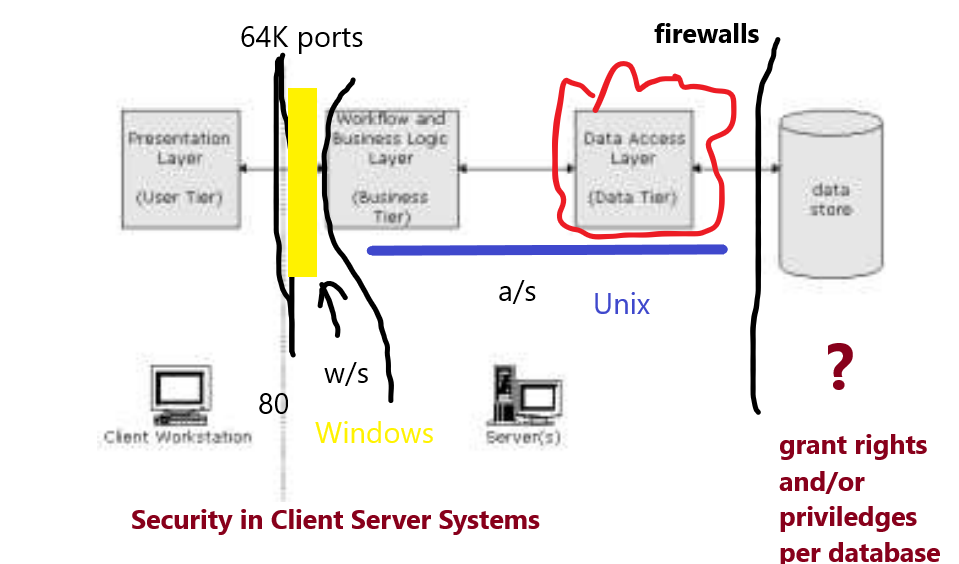 64K ports
firewalls
Presentation
Layer
(User Tier)
Workflow and
Business Logic
Layer
(Business
Tier)
Data Access
Layer
(Data Tier)
data
store
a/s
Unix
w/s
80
Windows
Client Workstation
Server(s)
?
grant rights
and/or
priviledges
per database
Security in Client Server Systems